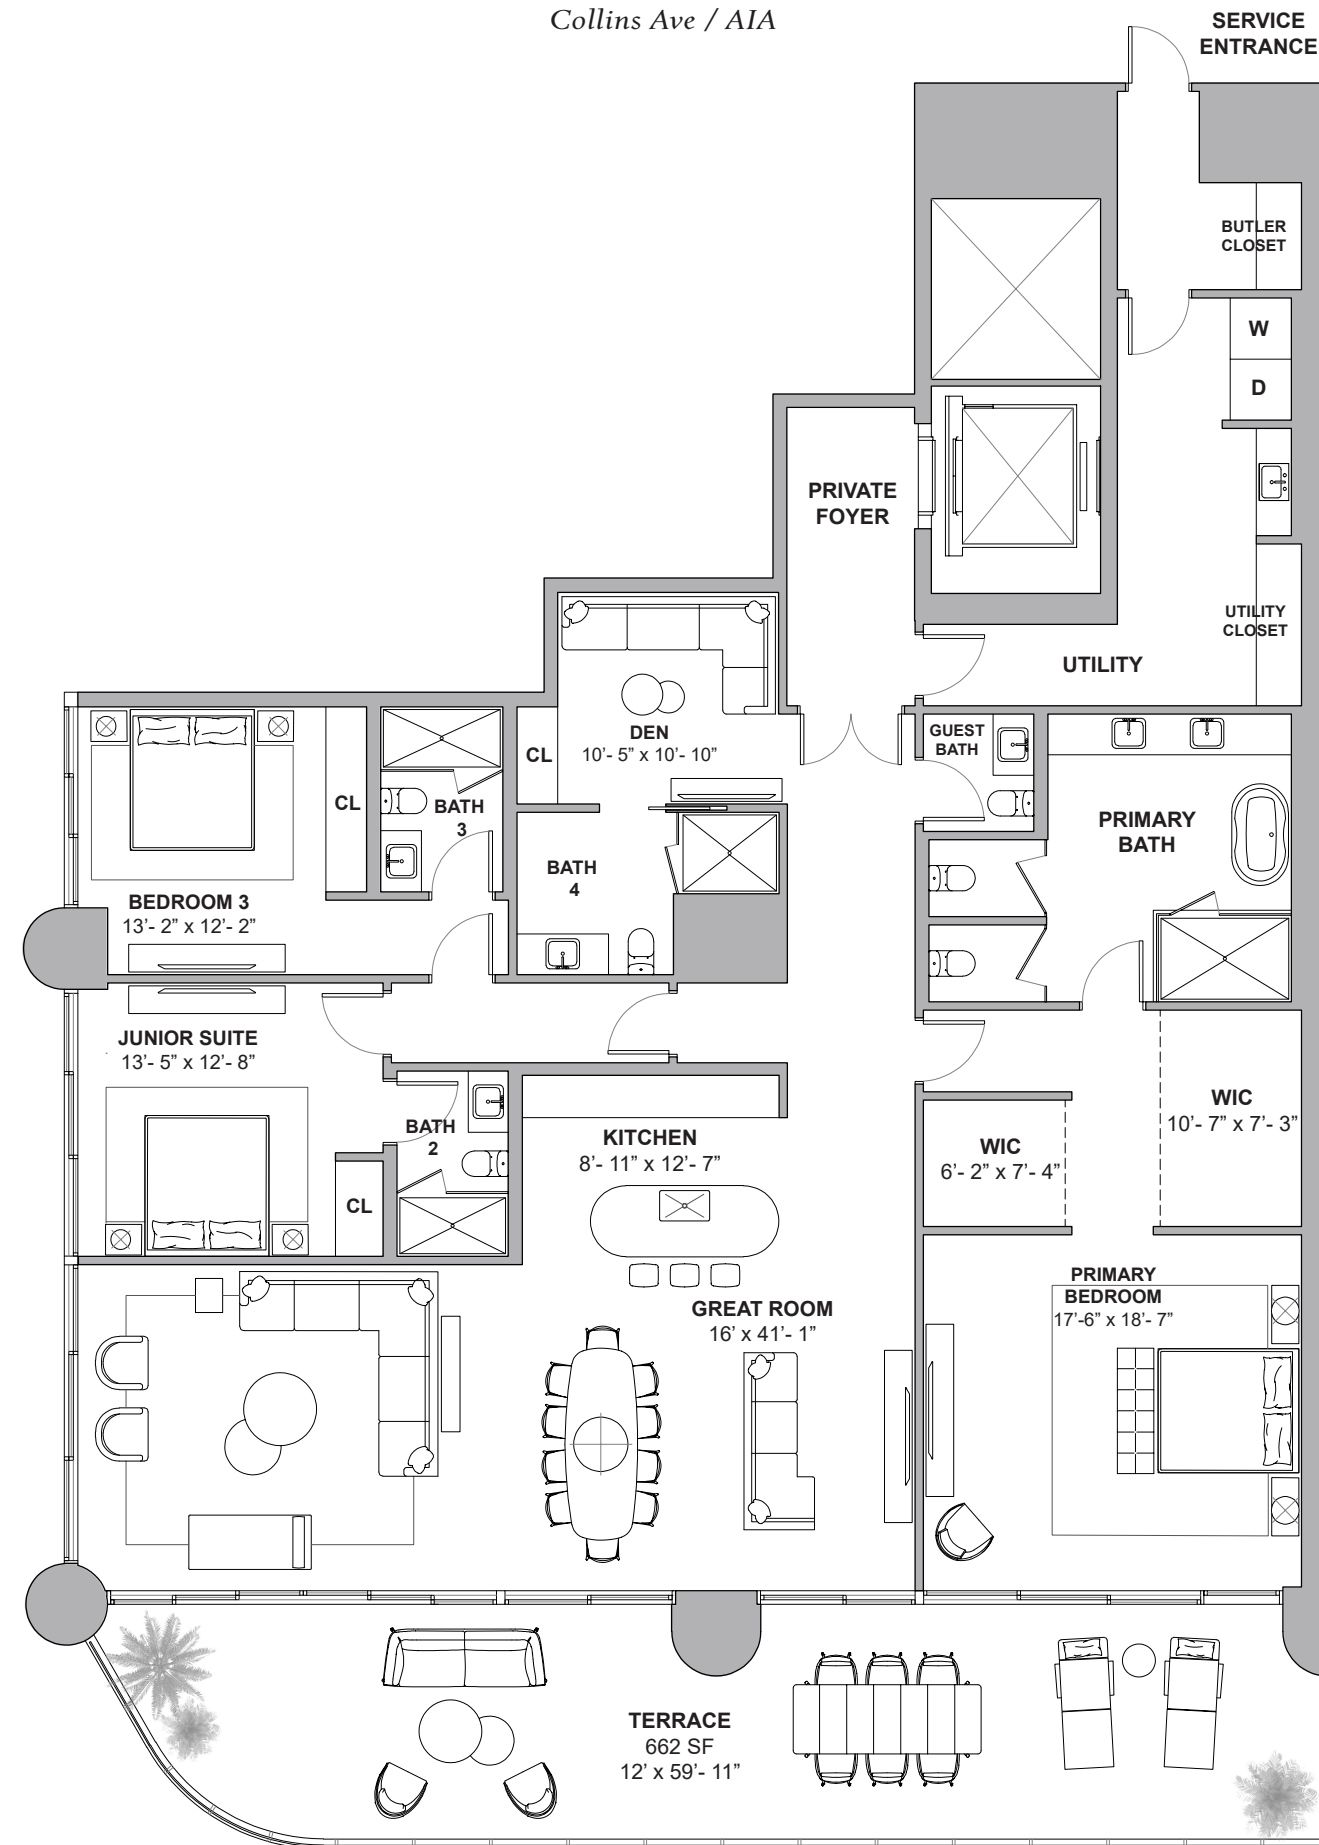 Collins Ave / AIA
SERVICE
ENTRANCE
BUTLER
CLOSET
W
D
PRIVATE
FOYER
UTILITY
CLOSET
UTILITY
DEN
10’- 5” x 10’- 10”
CL
GUEST
BATH
PRIMARY
BATH
CL
BATH
3
BATH
4
BEDROOM 3
13’- 2” x 12’- 2”
JUNIOR SUITE
13’- 5” x 12’- 8”
BATH
2
CL
KITCHEN
8’- 11” x 12’- 7”
WIC
6’- 2” x 7’- 4”
WIC
10’- 7” x 7’- 3”
PRIMARY
BEDROOM
17’-6” x 18’- 7”
GREAT ROOM
16’ x 41’- 1”
TERRACE
662 SF
12’ x 59’- 11”